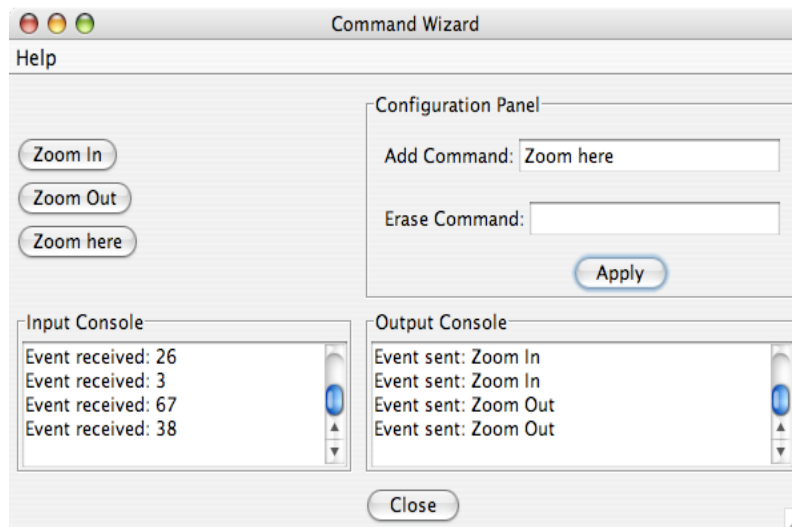 Command Wizard
Help
Zoom In
Zoom Out
Zoom here
Configuration Panel
Add Command: Zoom here
Erase Command:
Apply
Input Console
Event received: 26
Event received: 3
Event received: 67
Event received: 38
Output Console
Event sent: Zoom In
Event sent: Zoom In
Event sent: Zoom Out
Event sent: Zoom Out
Close